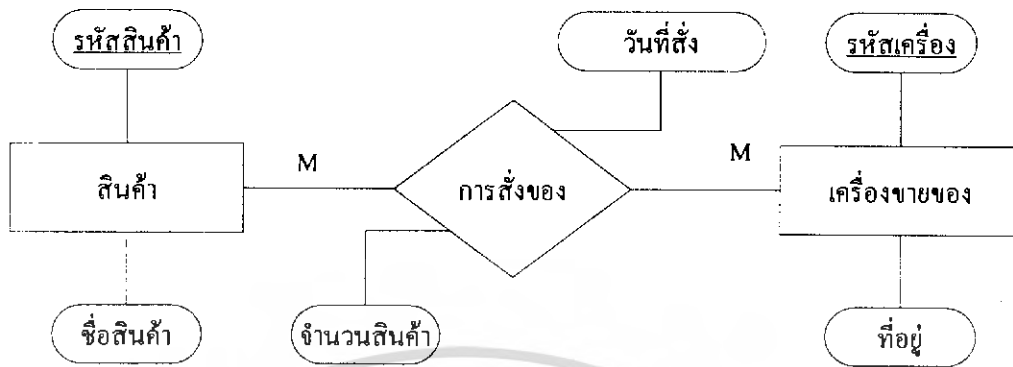 รหัสสินค้า
วันที่สั่ง
รหัสเครื่อง
M
M
สินค้า
การสั่งของ
เครื่องขายของ
ชื่อสินค้า
จำนวนสินค้า
ที่อยู่